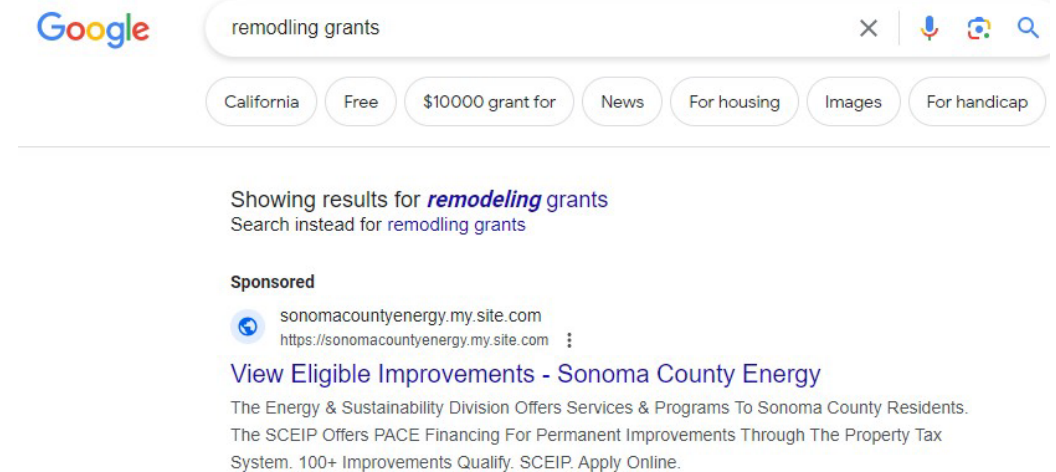 Google
remodling grants
California
Free
$10000 grant for
News
For housing
Images
For handicap
Showing results for remodeling grants
Search instead for remodling grants
Sponsored
sonomacountyenergy.my.site.com
https://sonomacountyenergy.my.site.com
View Eligible Improvements - Sonoma County Energy
The Energy & Sustainability Division Offers Services & Programs To Sonoma County Residents.
The SCEIP Offers PACE Financing For Permanent Improvements Through The Property Tax
System. 100+ Improvements Qualify. SCEIP. Apply Online.